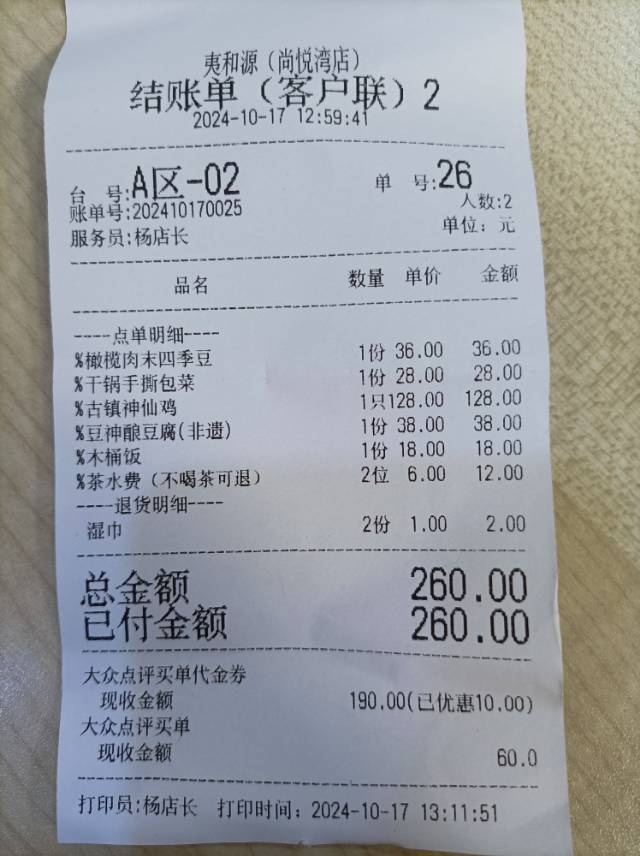 夷和源（尚悦湾店）
结账单（客户联）2
2024-10-17 12:59:41
台 号:A区-02 单 号:26
账单号:202410170025 人数:2
服务员:杨店长 单位：元
品名 数量 单价 金额
----点单明细----
%橄榄肉末四季豆 1份 36.00 36.00
%干锅手撕包菜 1份 28.00 28.00
%古镇神仙鸡 1只128.00 128.00
%豆神酿豆腐(非遗) 1份 38.00 38.00
%木桶饭 1份 18.00 18.00
%茶水费（不喝茶可退） 2位 6.00 12.00
----退货明细----
湿巾 2份 1.00 2.00
总金额 260.00
已付金额 260.00
大众点评买单代金券
现收金额 190.00(已优惠10.00)
大众点评买单
现收金额 60.0
打印员:杨店长 打印时间：2024-10-17 13:11:51